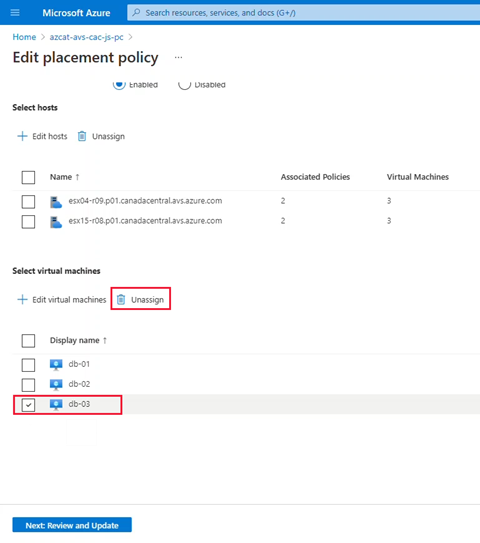 Microsoft Azure
Search resources, services, and docs (G+/)
Home > azcat-avs-cac-js-pc >
Edit placement policy ...
Enabled Disabled
Select hosts
+ Edit hosts Unassign
Name ↑ Associated Policies Virtual Machines
esx04-r09.p01.canadacentral.avs.azure.com 2 3
esx15-r08.p01.canadacentral.avs.azure.com 2 3
Select virtual machines
+ Edit virtual machines Unassign
Display name ↑
db-01
db-02
db-03
Next: Review and Update